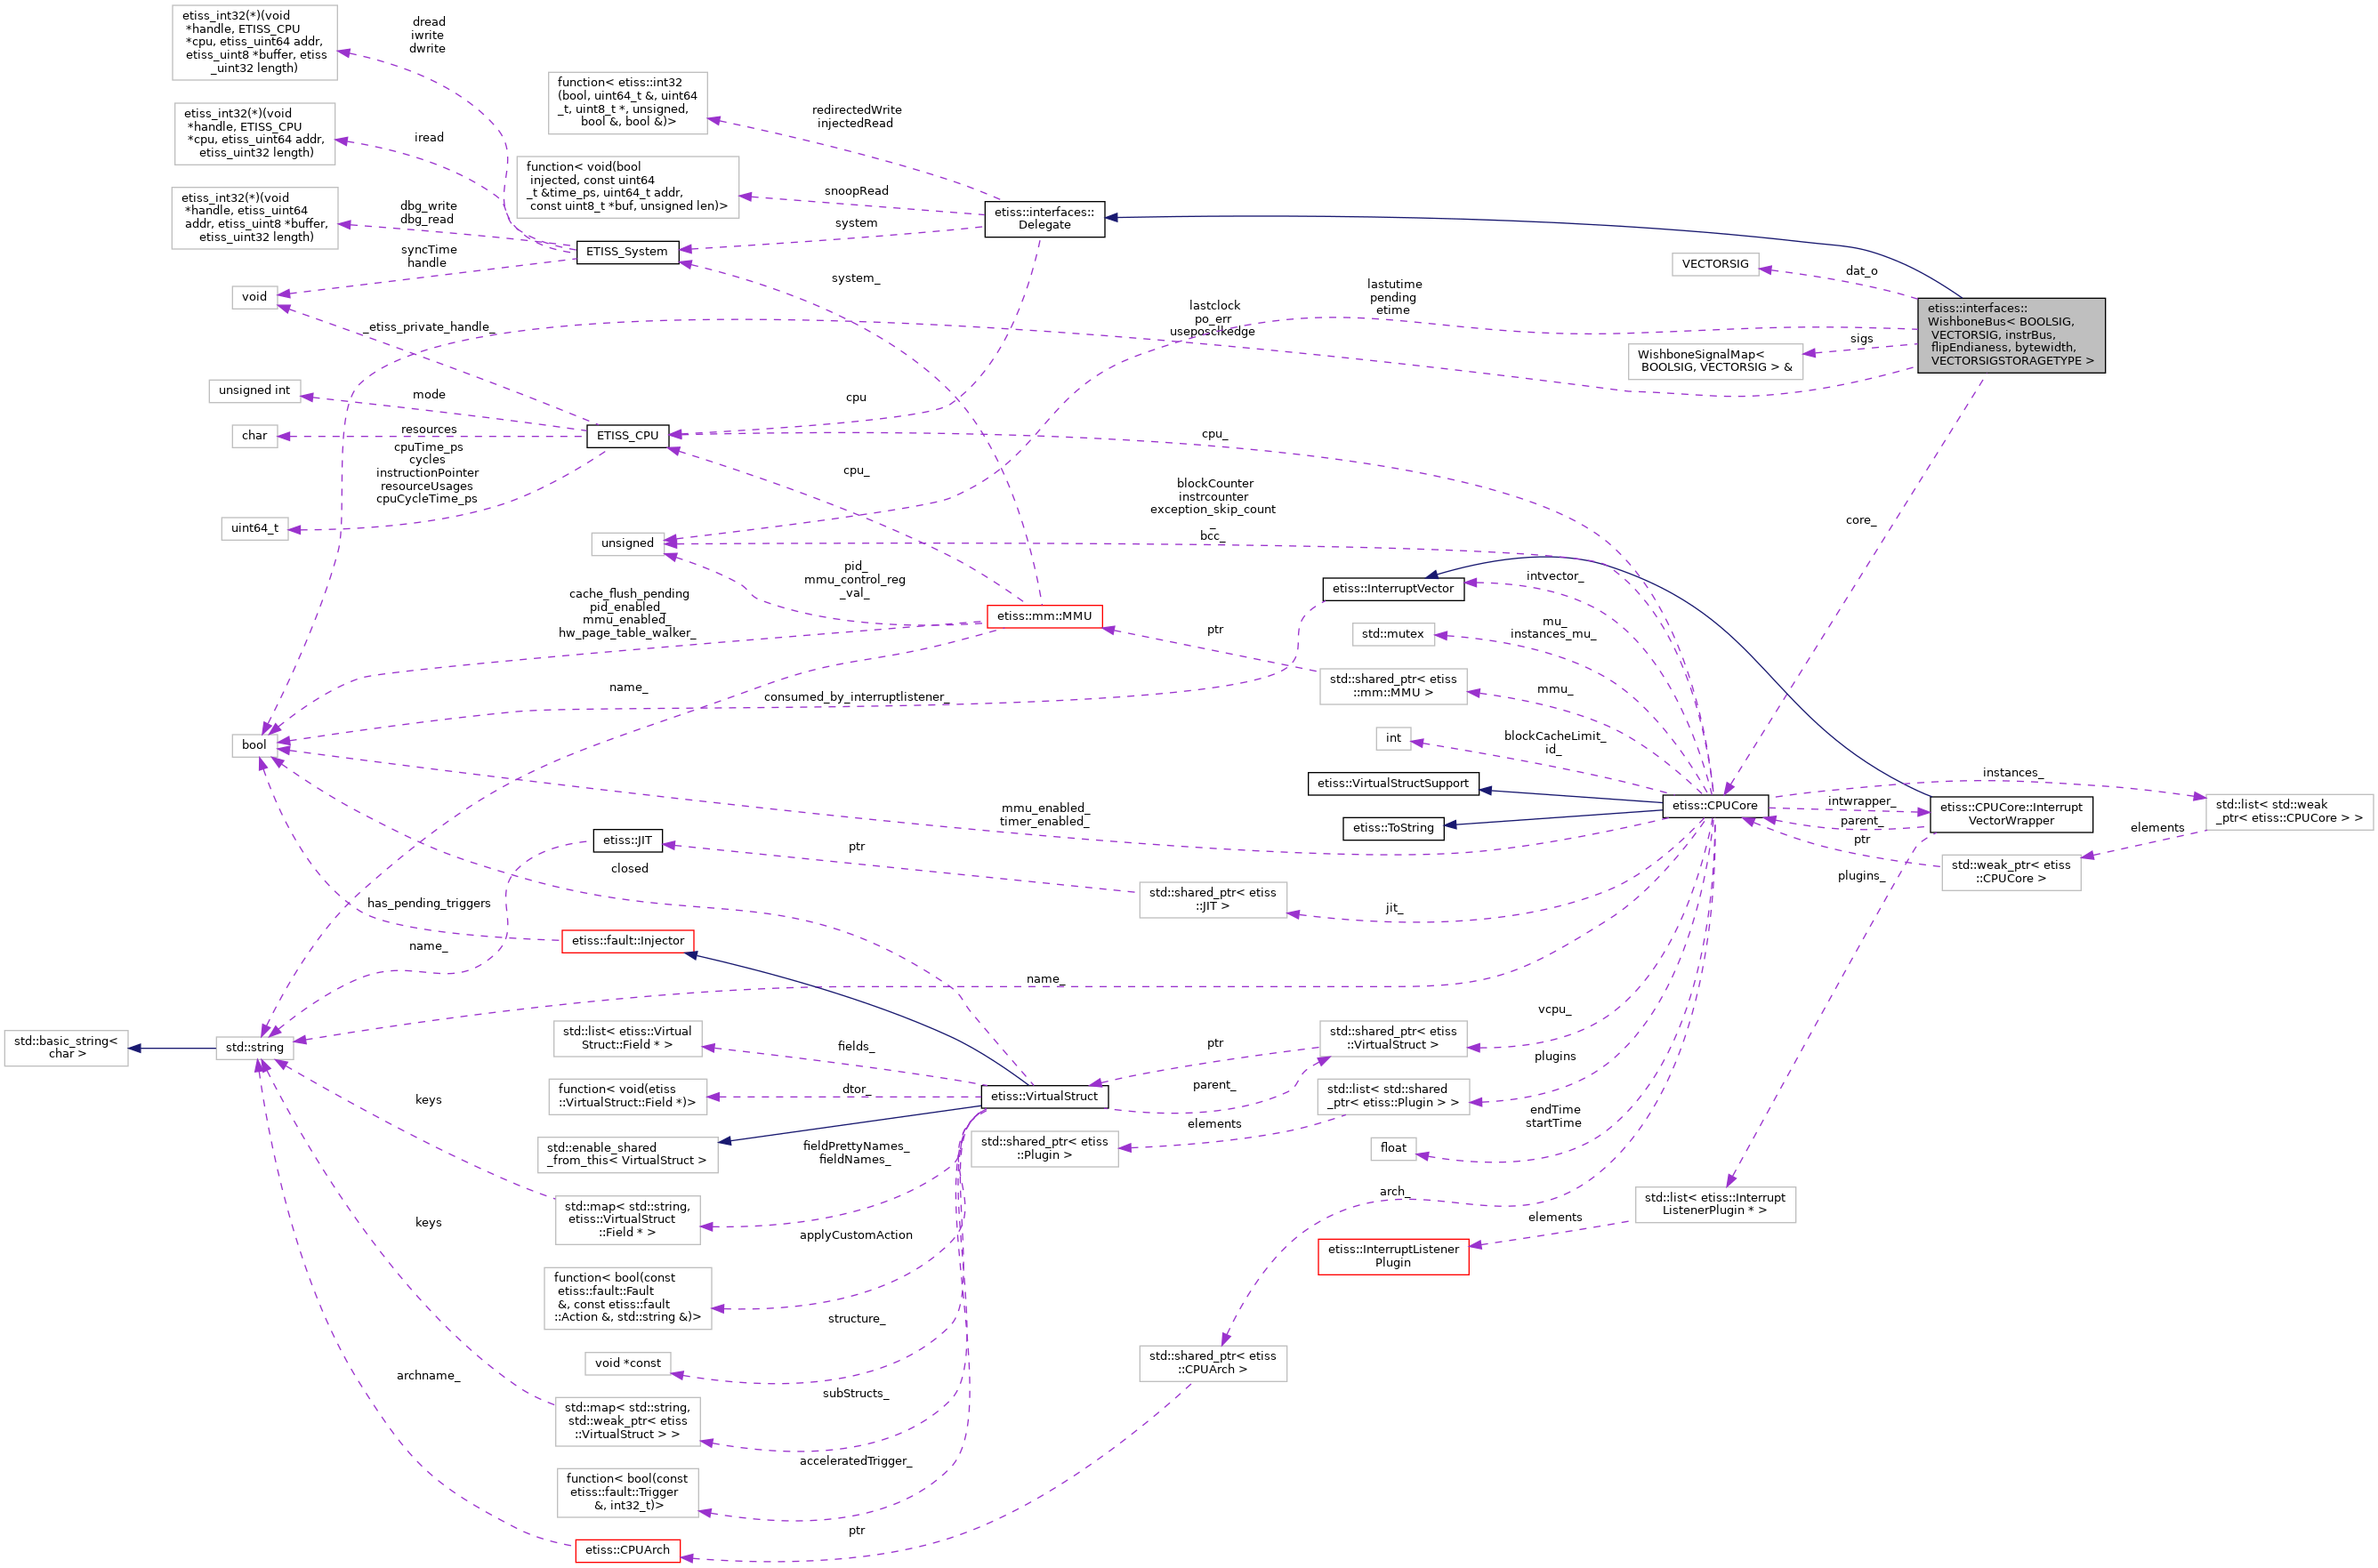 etiss_int32(*)(void
*handle, ETISS_CPU
*cpu, etiss_uint64 addr,
etiss_uint8 *buffer, etiss
_uint32 length)
dread
iwrite
dwrite
etiss_int32(*)(void
*handle, ETISS_CPU
*cpu, etiss_uint64 addr,
etiss_uint32 length)
iread
etiss_int32(*)(void
*handle, etiss_uint64
addr, etiss_uint8 *buffer,
etiss_uint32 length)
dbg_write
dbg_read
syncTime
handle
void
_etiss_private_handle_
unsigned int
mode
char
resources
cpuTime_ps
cycles
instructionPointer
resourceUsages
cpuCycleTime_ps
uint64_t
function< etiss::int32
(bool, uint64_t &, uint64
_t, uint8_t *, unsigned,
bool &, bool &)>
redirectedWrite
injectedRead
function< void(bool
injected, const uint64
_t &time_ps, uint64_t addr,
const uint8_t *buf, unsigned len)>
snoopRead
system
ETISS_System
system_
etiss::interfaces::
Delegate
cpu
ETISS_CPU
cpu_
unsigned
pid_
mmu_control_reg
_val_
cache_flush_pending
pid_enabled_
mmu_enabled_
hw_page_table_walker_
etiss::mm::MMU
name_
consumed_by_interruptlistener_
bool
lastclock
po_err
useposclkedge
lastutime
pending
etime
VECTORSIG
dat_o
WishboneSignalMap<
BOOLSIG, VECTORSIG > &
sigs
etiss::interfaces::
WishboneBus< BOOLSIG,
VECTORSIG, instrBus,
flipEndianess, bytewidth,
VECTORSIGSTORAGETYPE >
core_
cpu_
blockCounter
instrcounter
exception_skip_count
_
bcc_
etiss::InterruptVector
intvector_
std::mutex
mu_
instances_mu_
ptr
std::shared_ptr< etiss
::mm::MMU >
mmu_
int
blockCacheLimit_
id_
etiss::VirtualStructSupport
etiss::ToString
etiss::CPUCore
instances_
intwrapper_
parent_
ptr
etiss::CPUCore::Interrupt
VectorWrapper
std::list< std::weak
_ptr< etiss::CPUCore > >
elements
std::weak_ptr< etiss
::CPUCore >
plugins_
mmu_enabled_
timer_enabled_
etiss::JIT
ptr
std::shared_ptr< etiss
::JIT >
jit_
closed
has_pending_triggers
etiss::fault::Injector
name_
name_
std::basic_string<
char >
std::string
std::list< etiss::Virtual
Struct::Field * >
fields_
function< void(etiss
::VirtualStruct::Field *)>
dtor_
etiss::VirtualStruct
std::enable_shared
_from_this< VirtualStruct >
ptr
parent_
std::shared_ptr< etiss
::VirtualStruct >
vcpu_
std::list< std::shared
_ptr< etiss::Plugin > >
plugins
elements
std::shared_ptr< etiss
::Plugin >
float
endTime
startTime
keys
fieldPrettyNames_
fieldNames_
std::map< std::string,
etiss::VirtualStruct
::Field * >
arch_
std::list< etiss::Interrupt
ListenerPlugin * >
elements
etiss::InterruptListener
Plugin
keys
applyCustomAction
function< bool(const
etiss::fault::Fault
&, const etiss::fault
::Action &, std::string &)>
structure_
void *const
std::shared_ptr< etiss
::CPUArch >
archname_
subStructs_
std::map< std::string,
std::weak_ptr< etiss
::VirtualStruct > >
acceleratedTrigger_
function< bool(const
etiss::fault::Trigger
&, int32_t)>
ptr
etiss::CPUArch